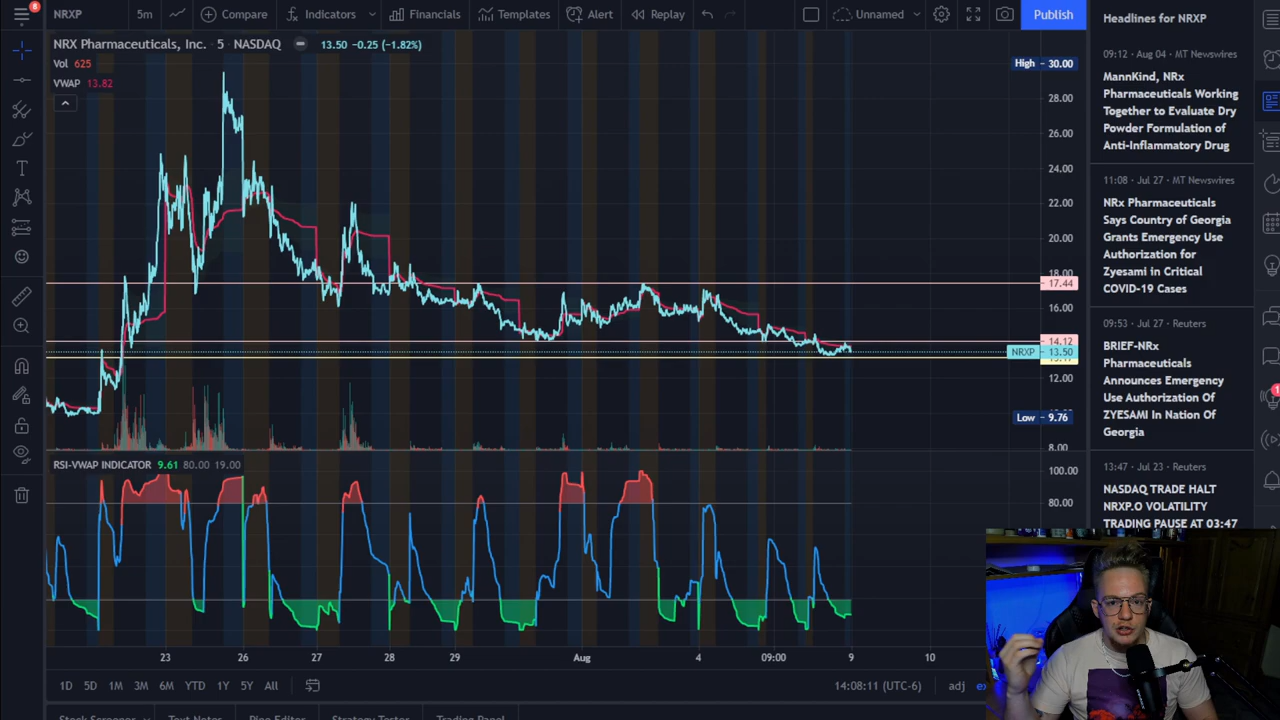 8
NRXP
5m
Compare
Indicators
Financials
Templates
Alert
Replay
Unnamed
Publish
NRX Pharmaceuticals, Inc. · 5 · NASDAQ
13.50 -0.25 (-1.82%)
Vol 625
VWAP 13.82
High 30.00
28.00
26.00
24.00
22.00
20.00
18.00
17.44
16.00
14.12
NRXP 13.50
12.00
Low 9.76
8.00
RSI-VWAP INDICATOR 9.61 80.00 19.00
100.00
80.00
60.00
23 26 27 28 29 Aug 4 09:00 9 10
1D 5D 1M 3M 6M YTD 1Y 5Y All
14:08:11 (UTC-6)
adj
Stock Screener
Text Notes
Pine Editor
Strategy Tester
Trading Panel
Headlines for NRXP
09:12 · Aug 04 · MT Newswires
MannKind, NRx
Pharmaceuticals Working
Together to Evaluate Dry
Powder Formulation of
Anti-Inflammatory Drug
11:08 · Jul 27 · MT Newswires
NRx Pharmaceuticals
Says Country of Georgia
Grants Emergency Use
Authorization for
Zyesami in Critical
COVID-19 Cases
09:53 · Jul 27 · Reuters
BRIEF-NRx
Pharmaceuticals
Announces Emergency
Use Authorization Of
ZYESAMI In Nation Of
Georgia
13:47 · Jul 23 · Reuters
NASDAQ TRADE HALT
NRXP.O VOLATILITY
TRADING PAUSE AT 03:47
1